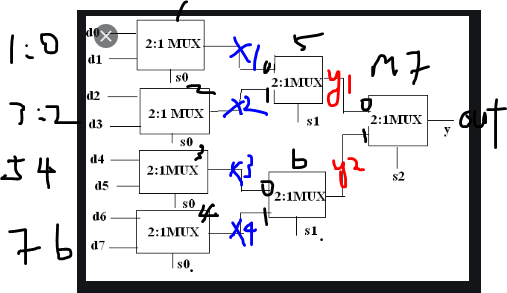 1
d0
1:0
2:1 MUX
x1
5
m7
d1
0
2:1MUX
y1
s0
1
0
d2
2
x2
s1
2:1MUX
out
3:2
2:1 MUX
1
y
d3
s0
s2
d4
3
6
y2
5 4
2:1MUX
x3
0
d5
2:1MUX
s0
1
d6
4
s1.
7 6
2:1MUX
x4
d7
s0.